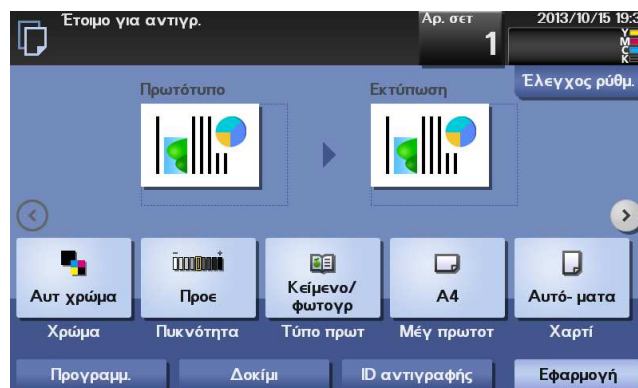 Έτοιμο για αντιγρ.
Αρ. σετ
1
2013/10/15 19:3
Y
M
C
K
Έλεγχος ρύθμ.
Πρωτότυπο
Εκτύπωση
Αυτ χρώμα
Προε
Κείμενο/
φωτογρ
A4
Αυτό- ματα
Χρώμα
Πυκνότητα
Τύπο πρωτ
Μέγ πρωτοτ
Χαρτί
Προγραμμ.
Δοκίμι
ID αντιγραφής
Εφαρμογή